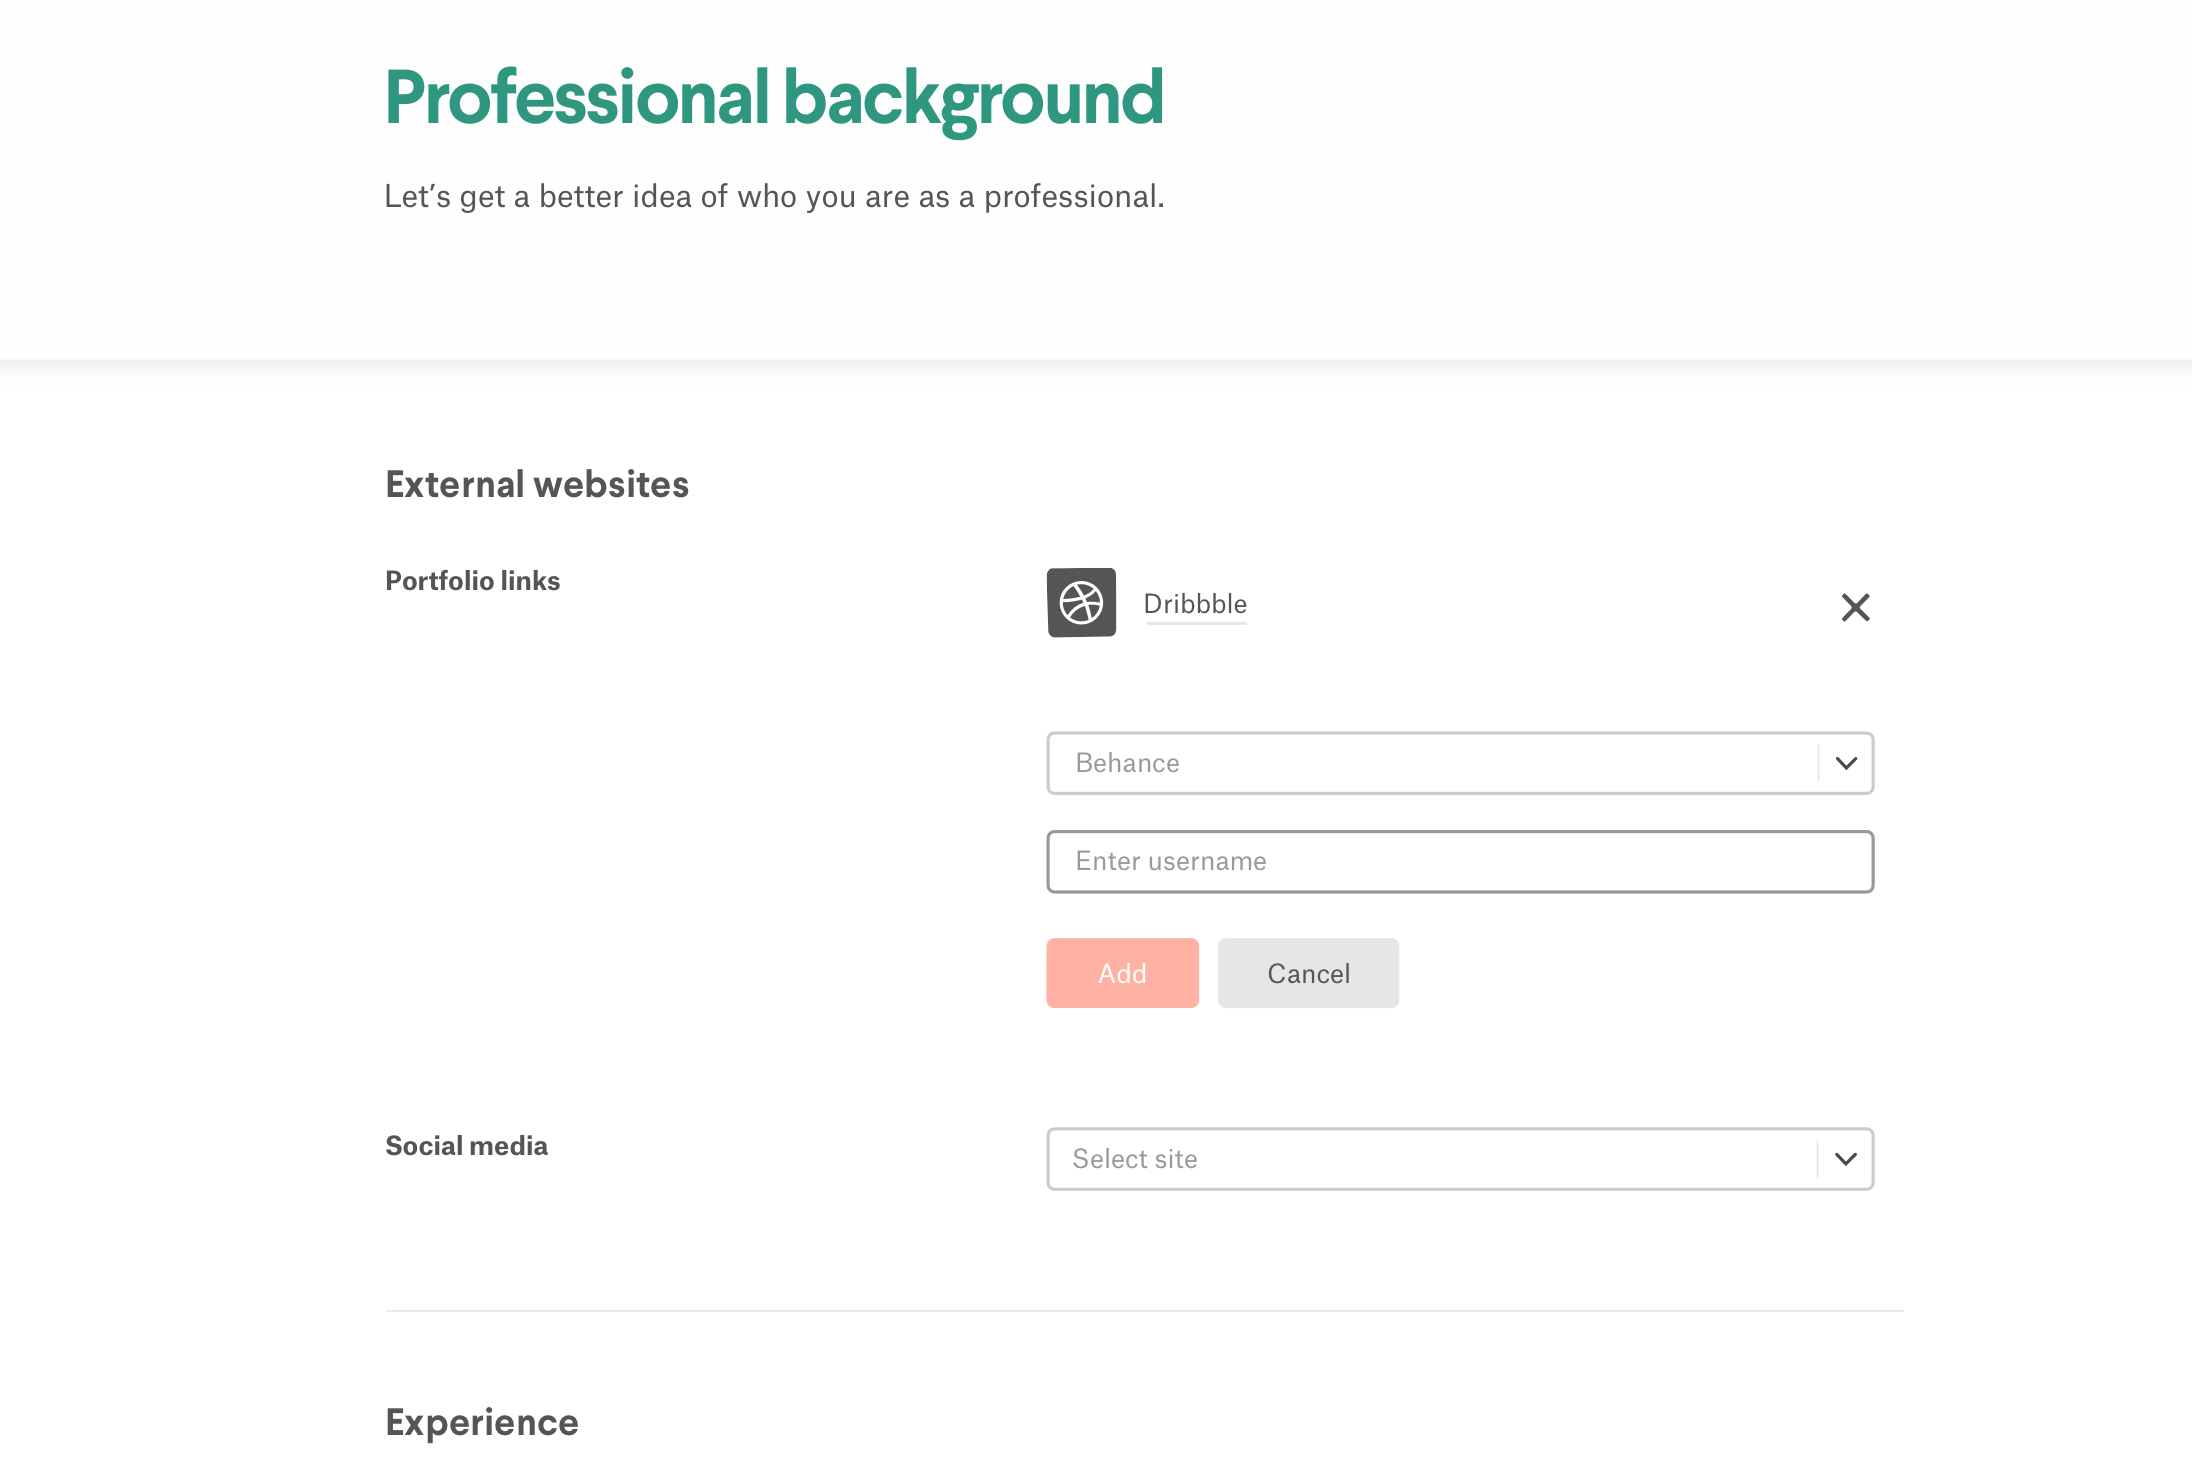 Professional background
Let’s get a better idea of who you are as a professional.
External websites
Portfolio links
Dribbble
Behance
Enter username
Add
Cancel
Social media
Select site
Experience